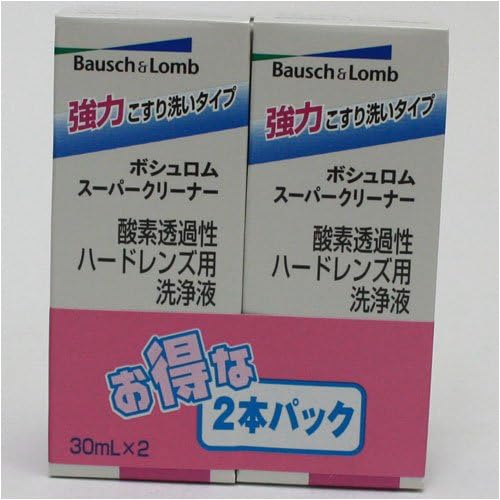 Bausch & Lomb
強力こすり洗いタイプ
ボシュロム
スーパークリーナー
酸素透過性
ハードレンズ用
洗浄液
Bausch & Lomb
強力こすり洗いタイプ
ボシュロム
スーパークリーナー
酸素透過性
ハードレンズ用
洗浄液
お得な
2本パック
30mL×2